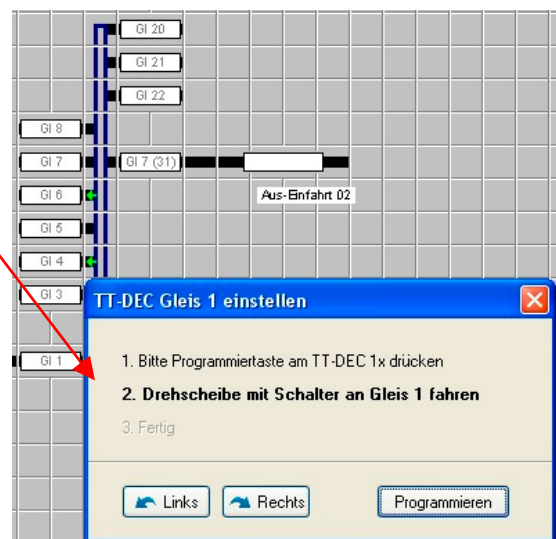 Gl 20
Gl 21
Gl 22
Gl 8
Gl 7 Gl 7 (31)
Gl 6 Aus-Einfahrt 02
Gl 5
Gl 4
Gl 3
Gl 1
TT-DEC Gleis 1 einstellen
1. Bitte Programmiertaste am TT-DEC 1x drücken
2. Drehscheibe mit Schalter an Gleis 1 fahren
3. Fertig
Links Rechts Programmieren